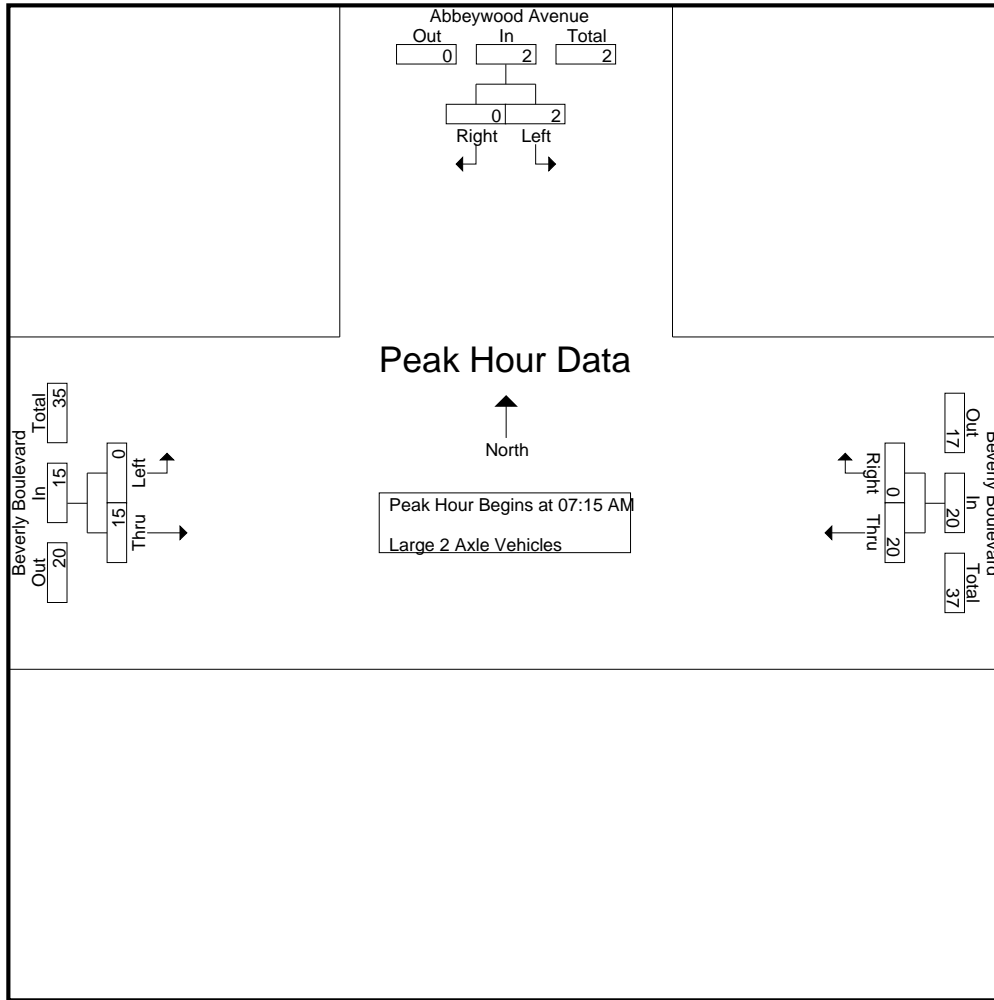 Abbeywood Avenue
Out In Total
0 2 2
0 2
Right Left
Peak Hour Data
North
Peak Hour Begins at 07:15 AM
Large 2 Axle Vehicles
Beverly Boulevard
Out In Total
20 15 35
15 0
Thru Left
Beverly Boulevard
Out In Total
17 20 37
Right Thru
0 20